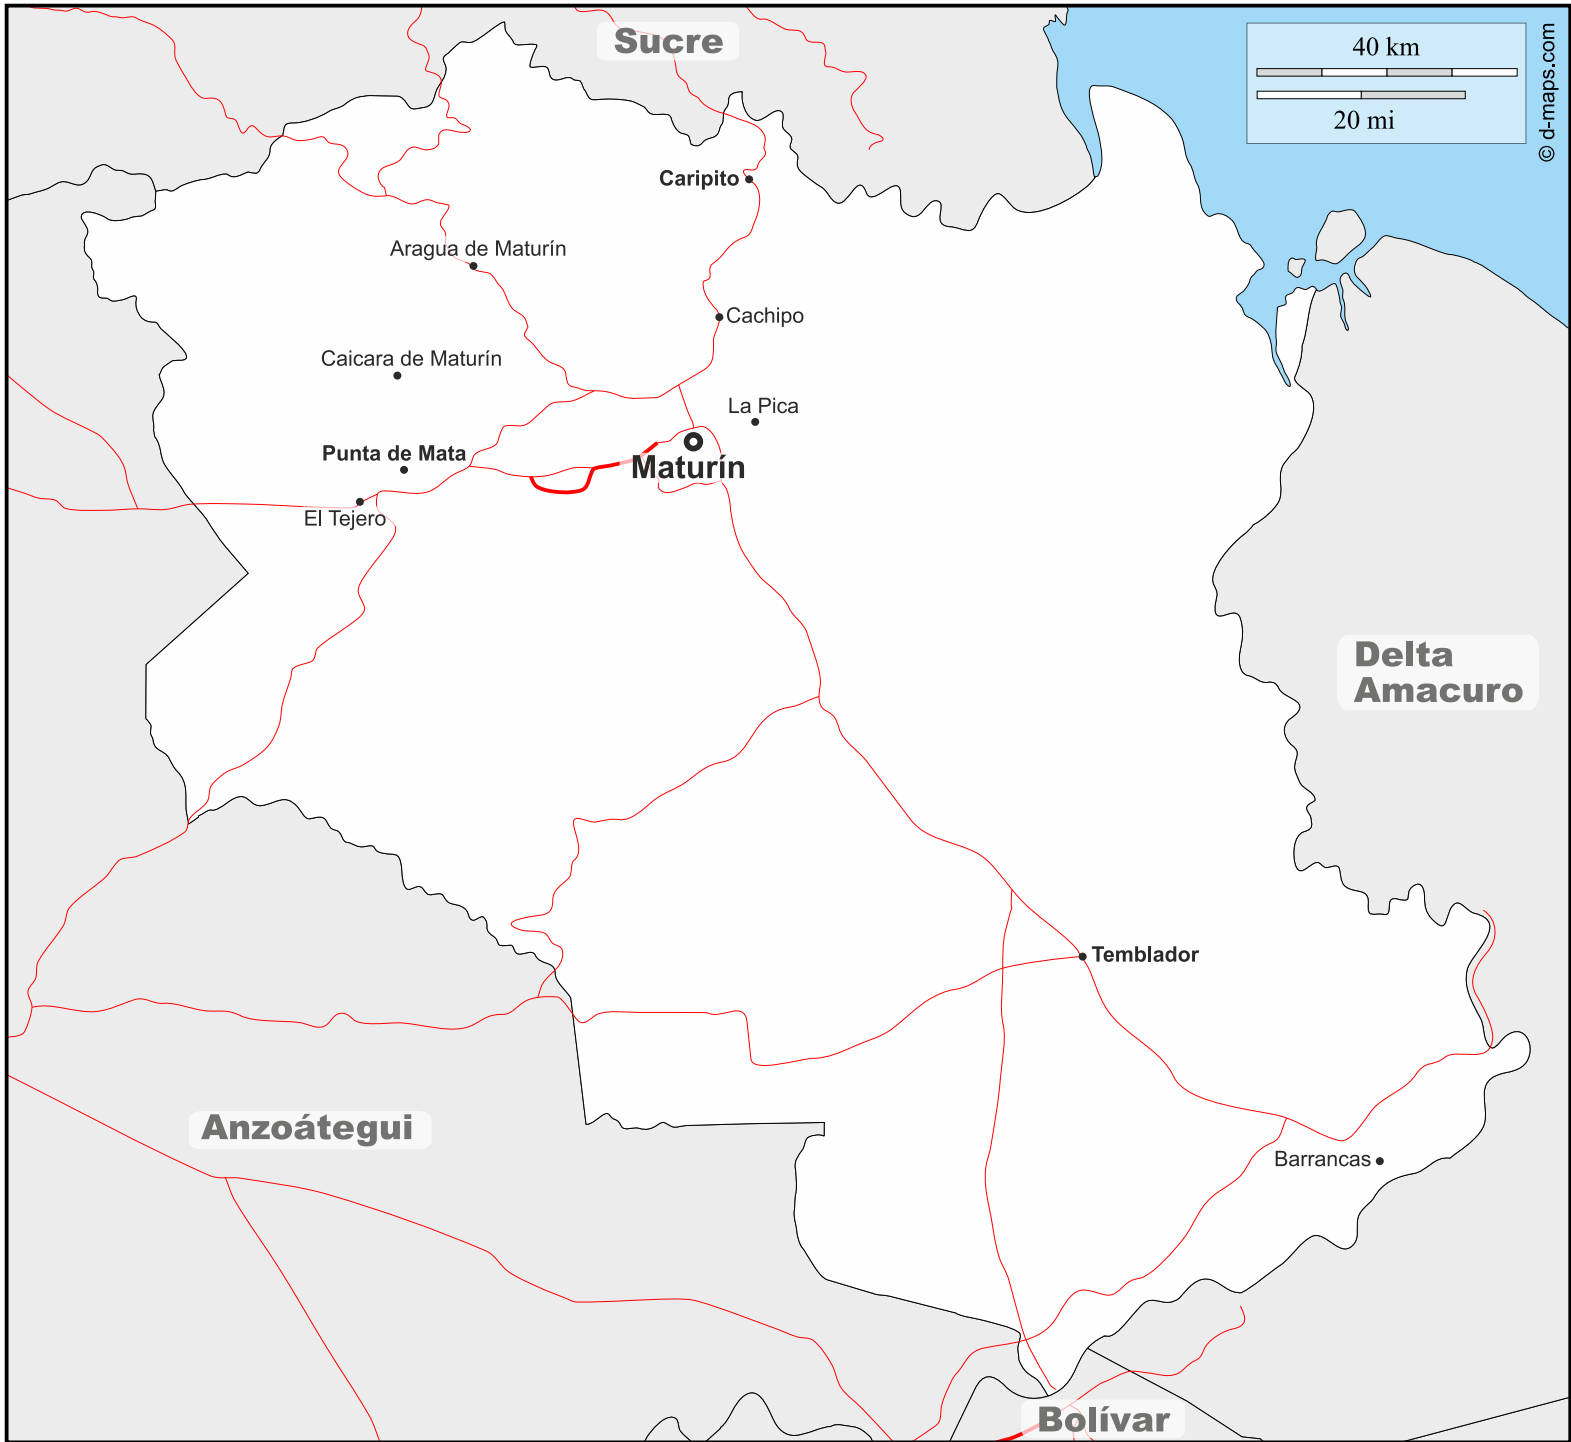 Sucre
40 km
20 mi
© d-maps.com
Caripito
Aragua de Maturín
Cachipo
Caicara de Maturín
La Pica
Punta de Mata
Maturín
El Tejero
Delta
Amacuro
Temblador
Anzoátegui
Barrancas
Bolívar